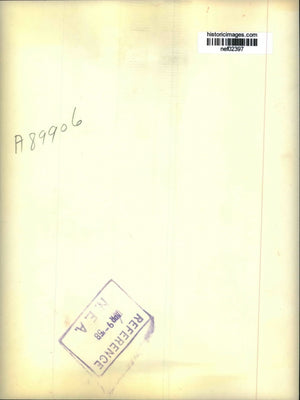 historicimages.com
nef02397
A89906
N.E.A.
REFERENCE